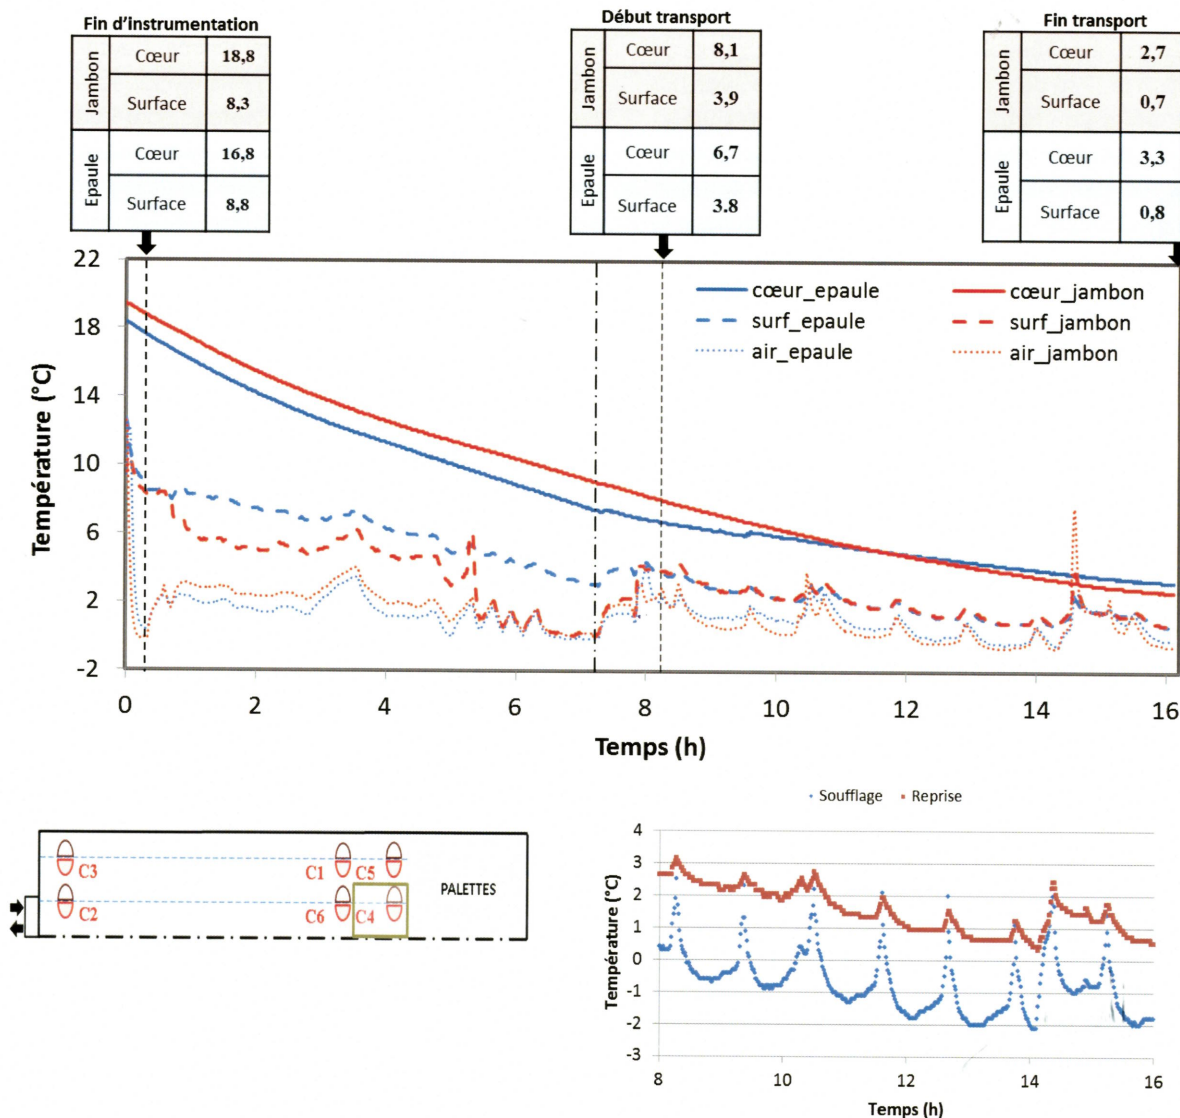 Fin d'instrumentation
Jambon
Cœur 18,8
Surface 8,3
Epaule
Cœur 16,8
Surface 8,8
Début transport
Jambon
Cœur 8,1
Surface 3,9
Epaule
Cœur 6,7
Surface 3.8
Fin transport
Jambon
Cœur 2,7
Surface 0,7
Epaule
Cœur 3,3
Surface 0,8
22
18
14
10
6
2
-2
Température (°C)
cœur_epaule cœur_jambon
surf_epaule surf_jambon
air_epaule air_jambon
0 2 4 6 8 10 12 14 16
Temps (h)
C3 C1 C5
C2 C6 C4
PALETTES
Soufflage Reprise
4
3
2
1
0
-1
-2
-3
Température (°C)
8 10 12 14 16
Temps (h)